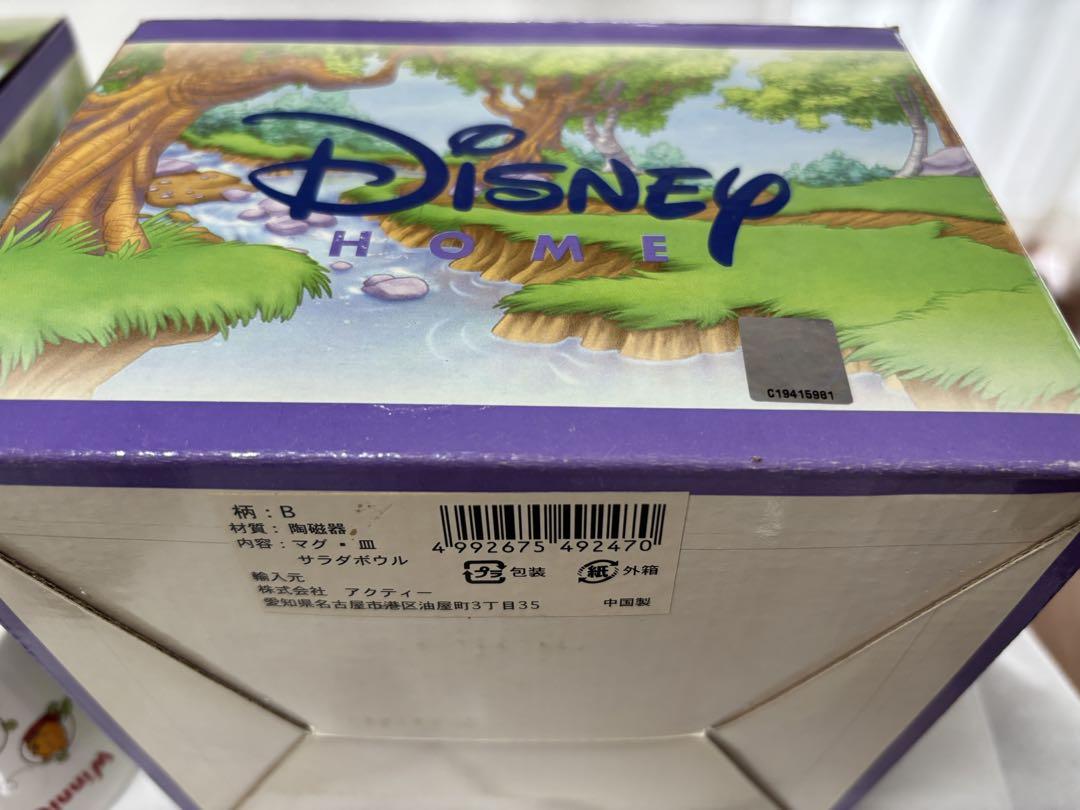 Disney
HOME
C19415981
柄：B
材質：陶磁器
内容：マグ・皿
サラダボウル
輸入元
株式会社 アクティー
愛知県名古屋市港区油屋町3丁目35
4 992675 492470
プラ 包装
紙 外箱
中国製
Winni